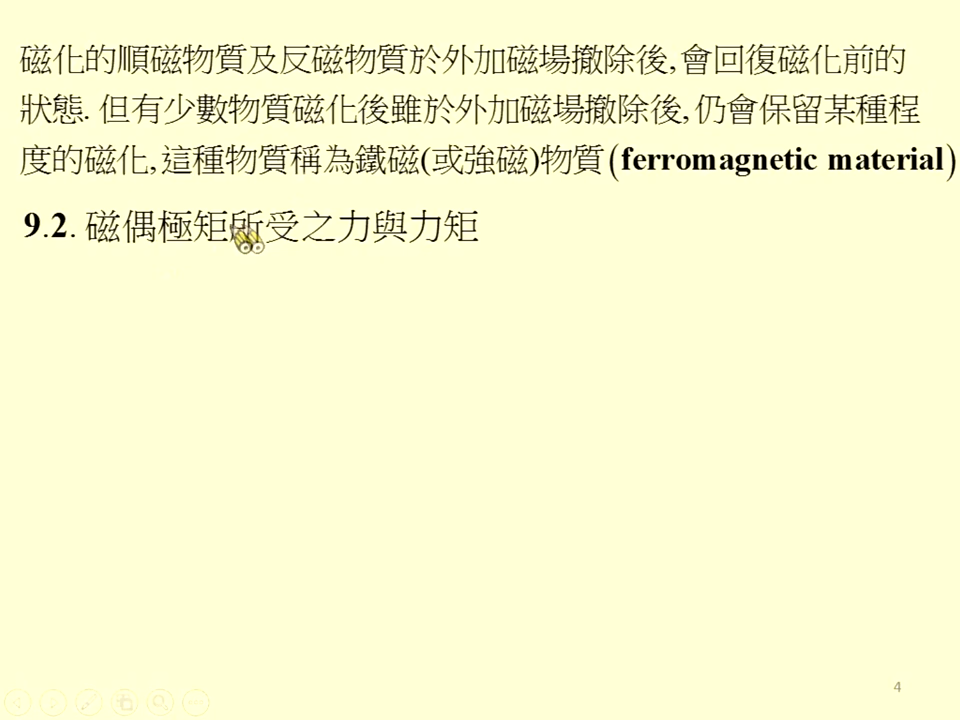 磁化的順磁物質及反磁物質於外加磁場撤除後,會回復磁化前的
狀態. 但有少數物質磁化後雖於外加磁場撤除後,仍會保留某種程
度的磁化,這種物質稱為鐵磁(或強磁)物質(ferromagnetic material)
9.2. 磁偶極矩所受之力與力矩
4